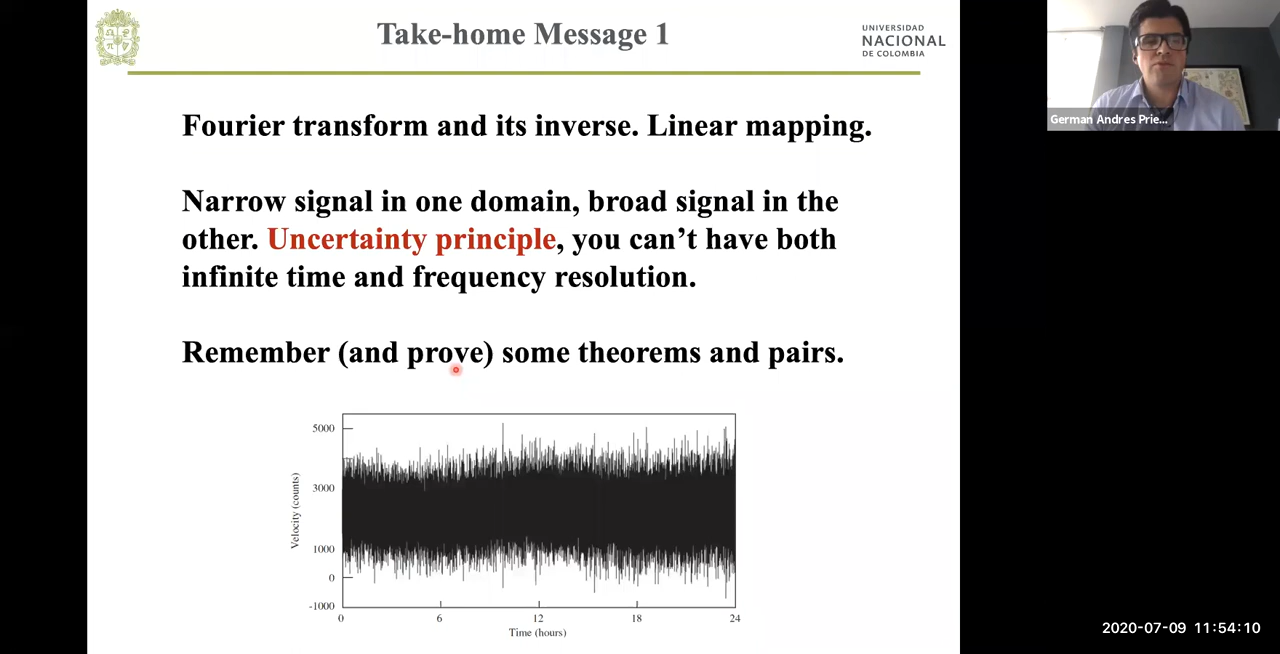 Take-home Message 1
UNIVERSIDAD
NACIONAL
DE COLOMBIA
Fourier transform and its inverse. Linear mapping.
Narrow signal in one domain, broad signal in the
other. Uncertainty principle, you can’t have both
infinite time and frequency resolution.
Remember (and prove) some theorems and pairs.
5000
3000
1000
0
-1000
Velocity (counts)
0 6 12 18 24
Time (hours)
German Andres Prie...
2020-07-09 11:54:10